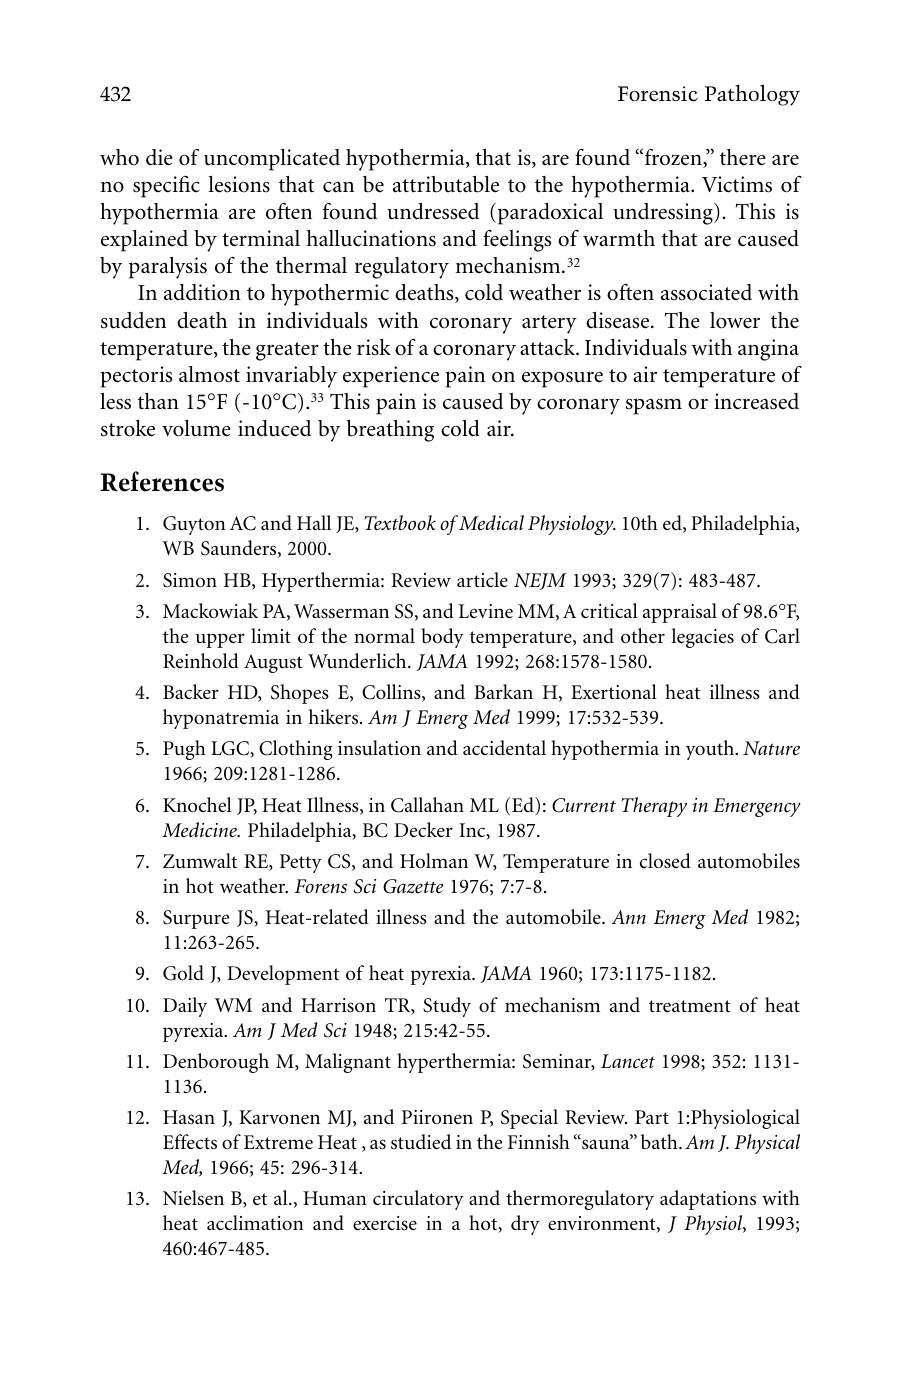 432 Forensic Pathology
who die of uncomplicated hypothermia, that is, are found “frozen,” there are
no specific lesions that can be attributable to the hypothermia. Victims of
hypothermia are often found undressed (paradoxical undressing). This is
explained by terminal hallucinations and feelings of warmth that are caused
by paralysis of the thermal regulatory mechanism.32
In addition to hypothermic deaths, cold weather is often associated with
sudden death in individuals with coronary artery disease. The lower the
temperature, the greater the risk of a coronary attack. Individuals with angina
pectoris almost invariably experience pain on exposure to air temperature of
less than 15°F (-10°C).33 This pain is caused by coronary spasm or increased
stroke volume induced by breathing cold air.
References
1. Guyton AC and Hall JE, Textbook of Medical Physiology. 10th ed, Philadelphia,
WB Saunders, 2000.
2. Simon HB, Hyperthermia: Review article NEJM 1993; 329(7): 483-487.
3. Mackowiak PA, Wasserman SS, and Levine MM, A critical appraisal of 98.6°F,
the upper limit of the normal body temperature, and other legacies of Carl
Reinhold August Wunderlich. JAMA 1992; 268:1578-1580.
4. Backer HD, Shopes E, Collins, and Barkan H, Exertional heat illness and
hyponatremia in hikers. Am J Emerg Med 1999; 17:532-539.
5. Pugh LGC, Clothing insulation and accidental hypothermia in youth. Nature
1966; 209:1281-1286.
6. Knochel JP, Heat Illness, in Callahan ML (Ed): Current Therapy in Emergency
Medicine. Philadelphia, BC Decker Inc, 1987.
7. Zumwalt RE, Petty CS, and Holman W, Temperature in closed automobiles
in hot weather. Forens Sci Gazette 1976; 7:7-8.
8. Surpure JS, Heat-related illness and the automobile. Ann Emerg Med 1982;
11:263-265.
9. Gold J, Development of heat pyrexia. JAMA 1960; 173:1175-1182.
10. Daily WM and Harrison TR, Study of mechanism and treatment of heat
pyrexia. Am J Med Sci 1948; 215:42-55.
11. Denborough M, Malignant hyperthermia: Seminar, Lancet 1998; 352: 1131-
1136.
12. Hasan J, Karvonen MJ, and Piironen P, Special Review. Part 1:Physiological
Effects of Extreme Heat , as studied in the Finnish “sauna” bath. Am J. Physical
Med, 1966; 45: 296-314.
13. Nielsen B, et al., Human circulatory and thermoregulatory adaptations with
heat acclimation and exercise in a hot, dry environment, J Physiol, 1993;
460:467-485.